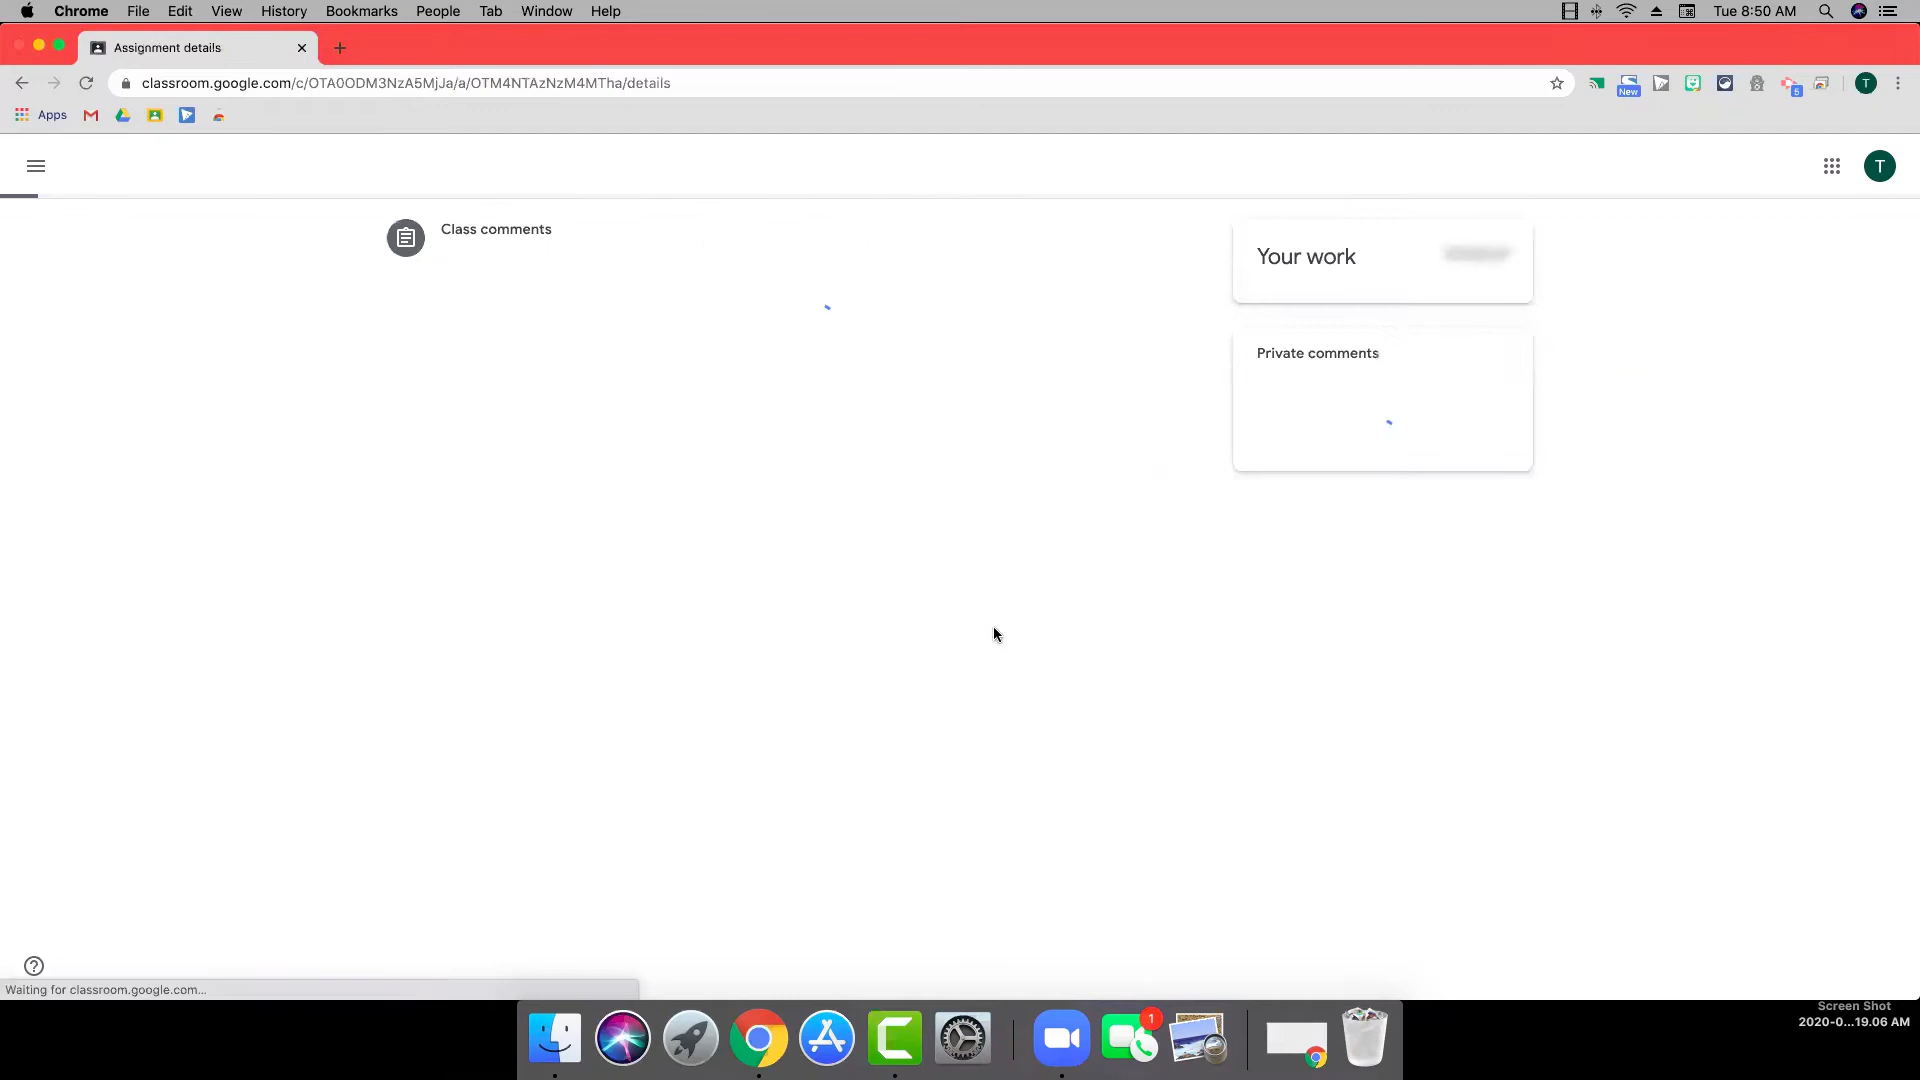 Chrome File Edit View History Bookmarks People Tab Window Help Tue 8:50 AM
Assignment details
classroom.google.com/c/OTA0ODM3NzA5MjJa/a/OTM4NTAzNzM4MTha/details
New
5
T
Apps
T
Class comments
Your work
Private comments
Waiting for classroom.google.com...
1
Screen Shot
2020-0...19.06 AM